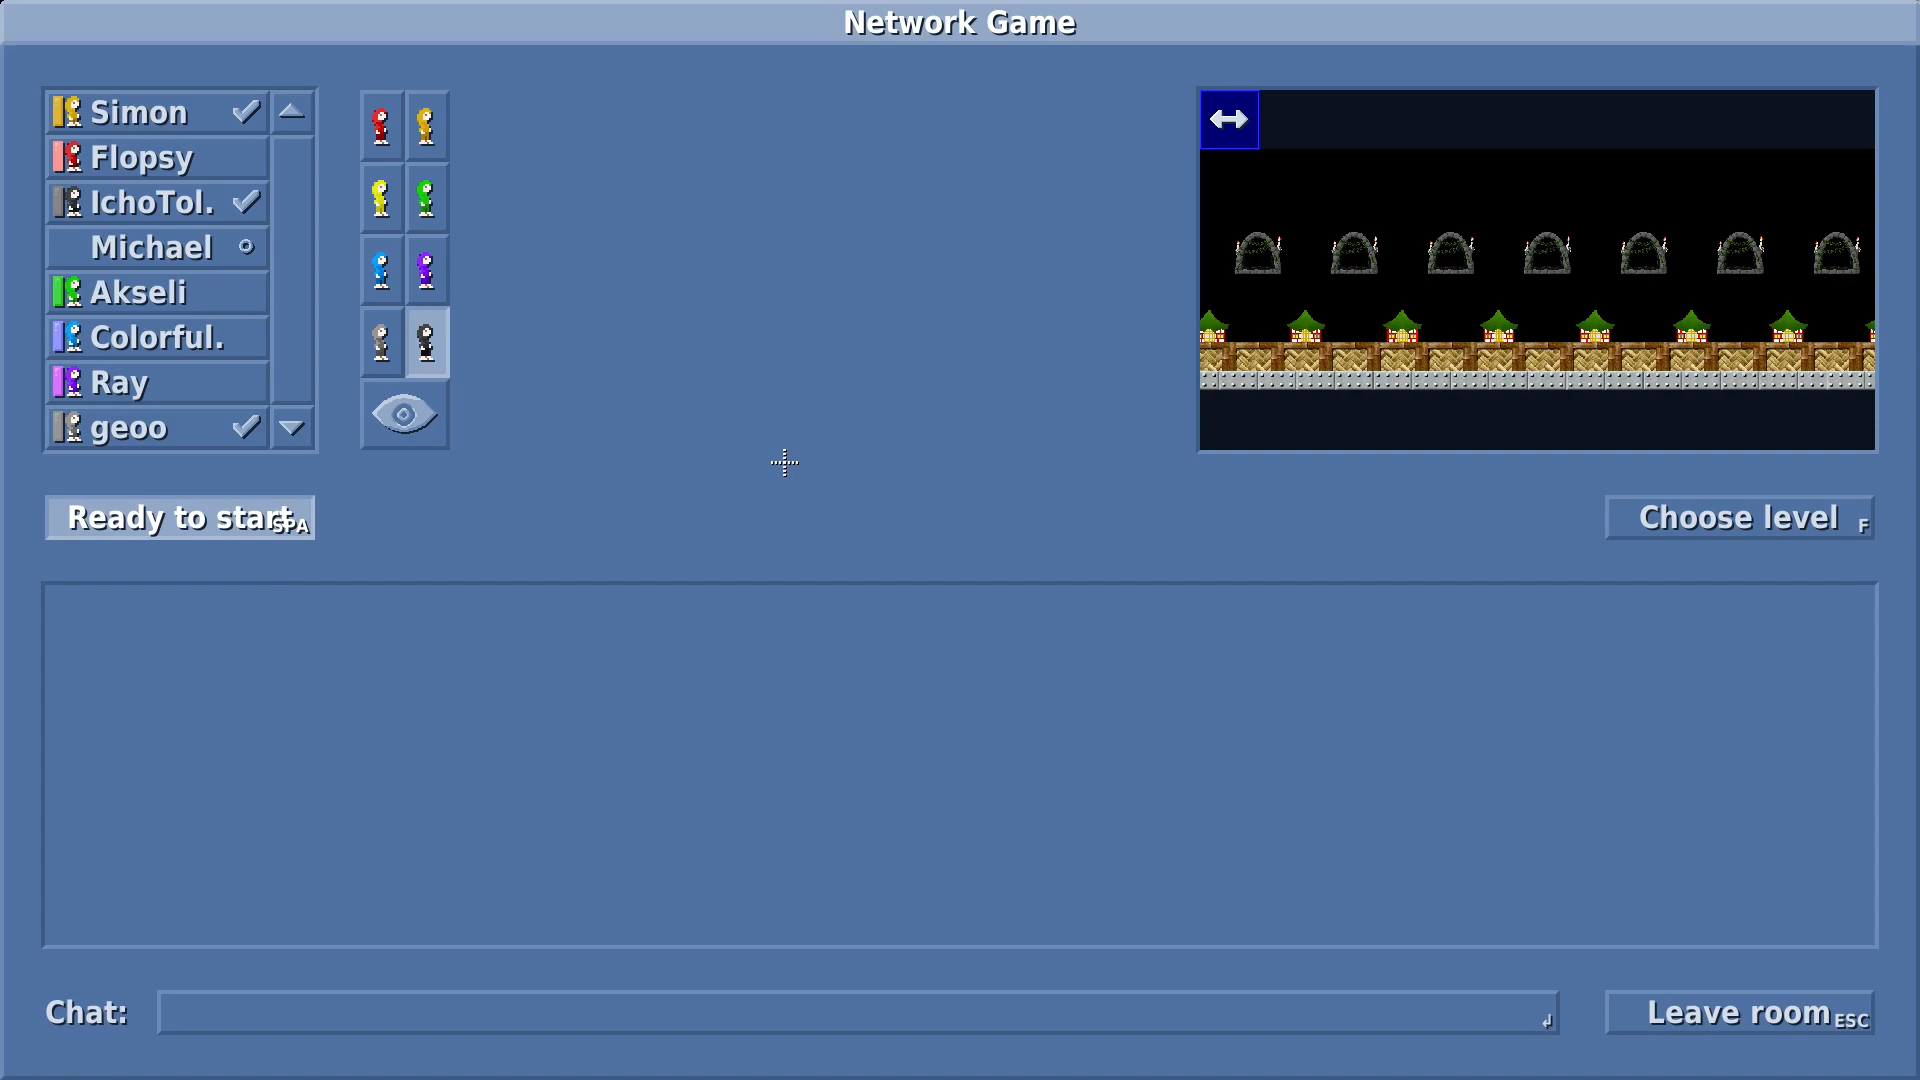 Network Game
Simon
Flopsy
IchoTol.
Michael
Akseli
Colorful.
Ray
geoo
Ready to start SPA
Choose level F
Chat:
Leave room ESC